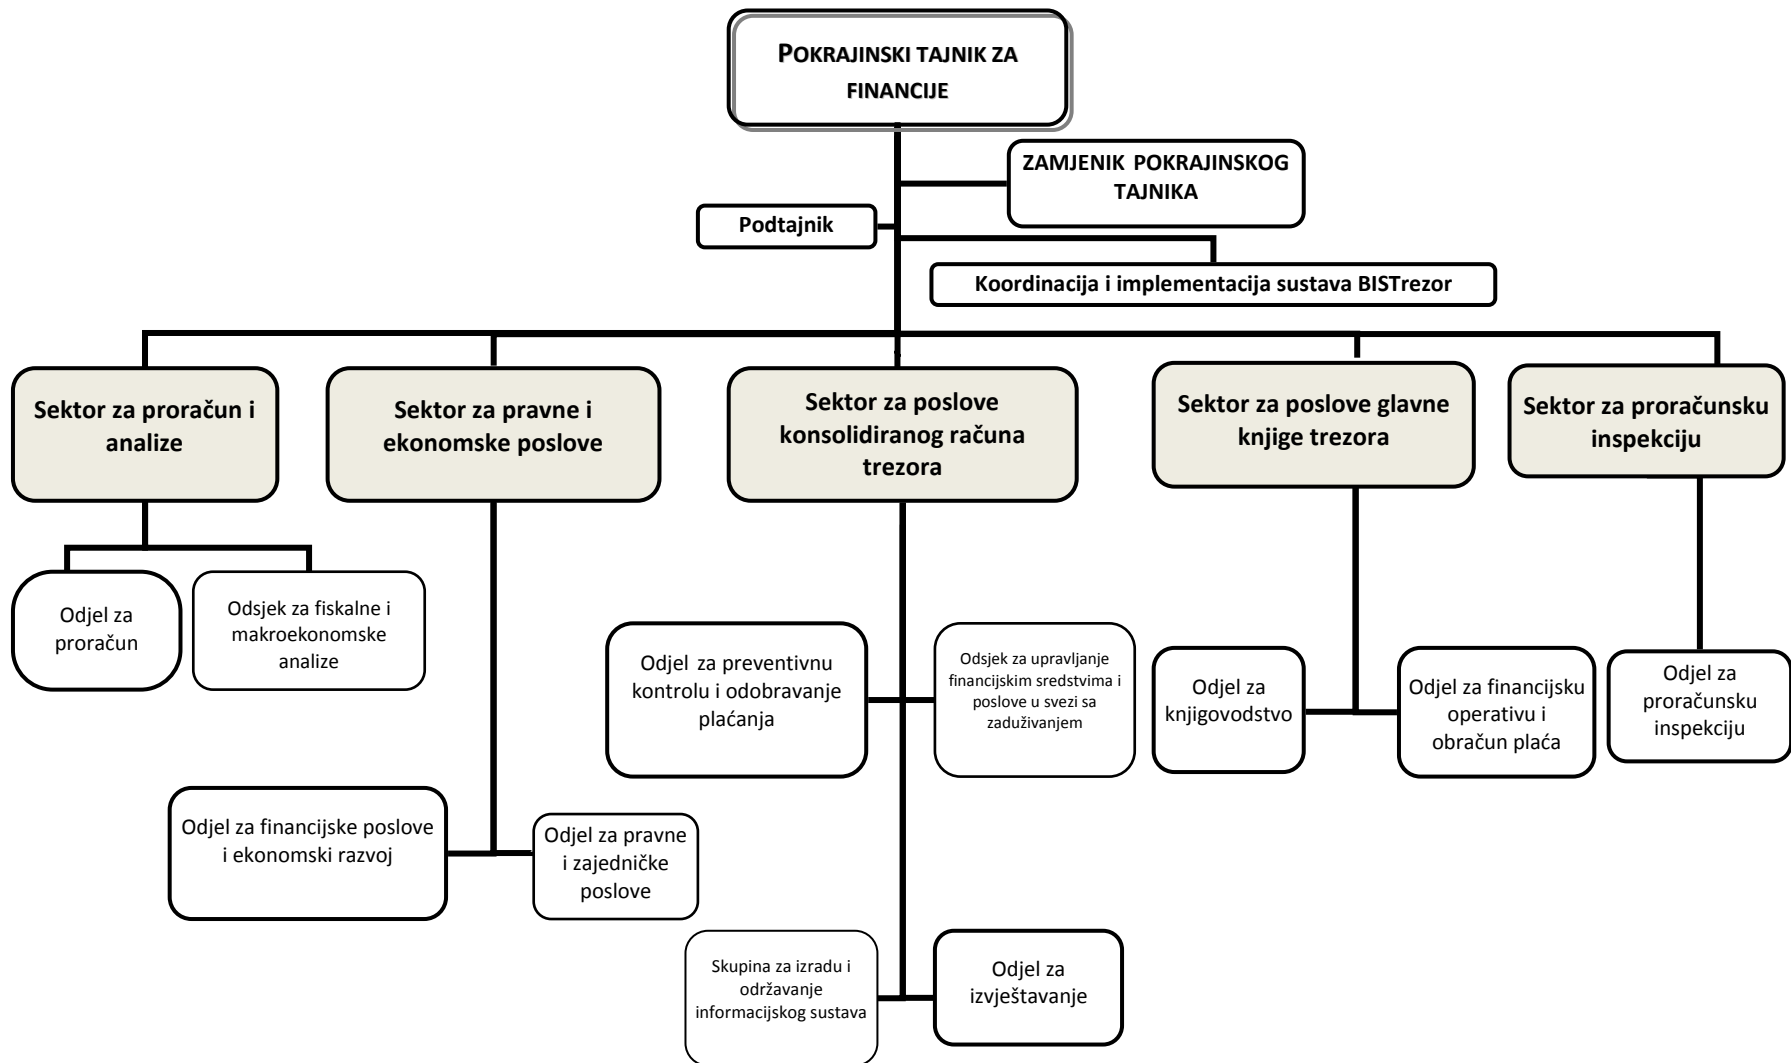 POKRAJINSKI TAJNIK ZA
FINANCIJE
ZAMJENIK POKRAJINSKOG
TAJNIKA
Podtajnik
Koordinacija i implementacija sustava BISTrezor
Sektor za proračun i
analize
Sektor za pravne i
ekonomske poslove
Sektor za poslove
konsolidiranog računa
trezora
Sektor za poslove glavne
knjige trezora
Sektor za proračunsku
inspekciju
Odjel za
proračun
Odsjek za fiskalne i
makroekonomske
analize
Odjel za preventivnu
kontrolu i odobravanje
plaćanja
Odsjek za upravljanje
financijskim sredstvima i
poslove u svezi sa
zaduživanjem
Odjel za
knjigovodstvo
Odjel za financijsku
operativu i
obračun plaća
Odjel za
proračunsku
inspekciju
Odjel za financijske poslove
i ekonomski razvoj
Odjel za pravne
i zajedničke
poslove
Skupina za izradu i
održavanje
informacijskog sustava
Odjel za
izvještavanje